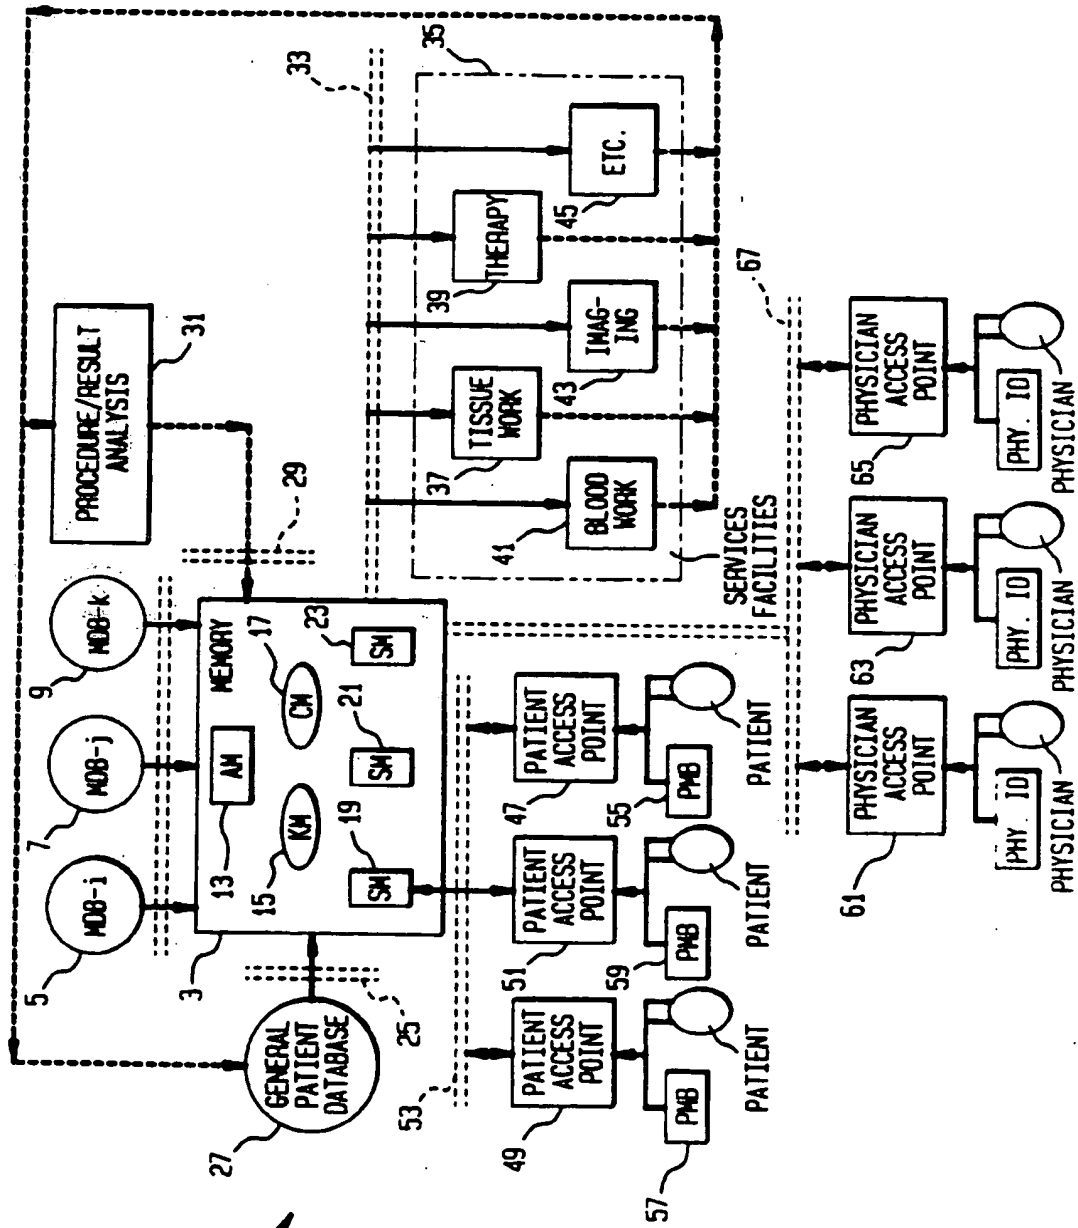 27
GENERAL
PATIENT
DATABASE
25
5
MDB-i
7
MDB-j
9
MDB-k
PROCEDURE/RESULT
ANALYSIS
31
29
3
MEMORY
13
AM
15
KM
CM
17
19
SM
21
SM
23
SM
33
35
37
TISSUE
WORK
39
THERAPY
41
BLOOD
WORK
43
IMAG-
ING
45
ETC.
SERVICES
FACILITIES
53
49
PATIENT
ACCESS
POINT
51
PATIENT
ACCESS
POINT
47
PATIENT
ACCESS
POINT
57
PMB
PATIENT
59
PMB
PATIENT
55
PMB
PATIENT
67
61
PHYSICIAN
ACCESS
POINT
63
PHYSICIAN
ACCESS
POINT
65
PHYSICIAN
ACCESS
POINT
PHY. ID
PHYSICIAN
PHY. ID
PHYSICIAN
PHY. ID
PHYSICIAN